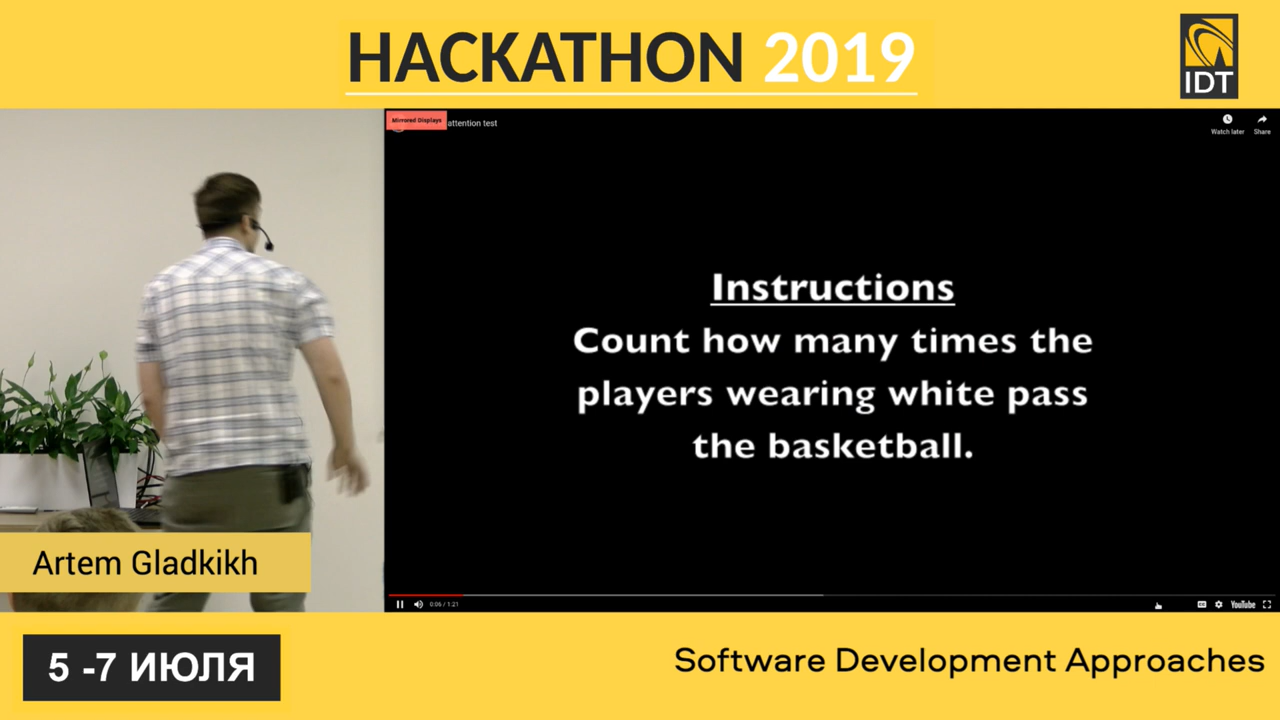 HACKATHON 2019
IDT
Mirrored Displays
attention test
Watch later
Share
Instructions
Count how many times the
players wearing white pass
the basketball.
Artem Gladkikh
0:06 / 1:21
YouTube
5 -7 ИЮЛЯ
Software Development Approaches